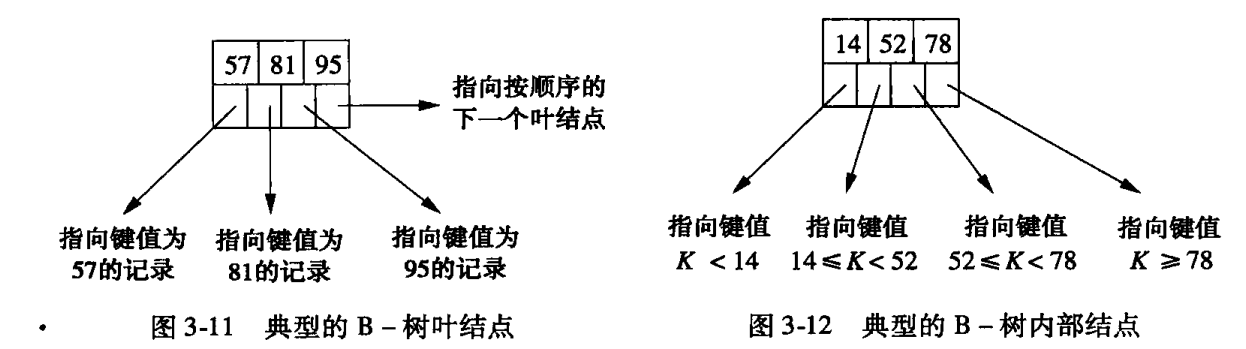 57 81 95
指向按顺序的
下一个叶结点
指向键值为
57的记录
指向键值为
81的记录
指向键值为
95的记录
图 3-11 典型的 B – 树叶结点
14 52 78
指向键值
K < 14
指向键值
14 ≤ K < 52
指向键值
52 ≤ K < 78
指向键值
K ≥ 78
图 3-12 典型的 B – 树内部结点